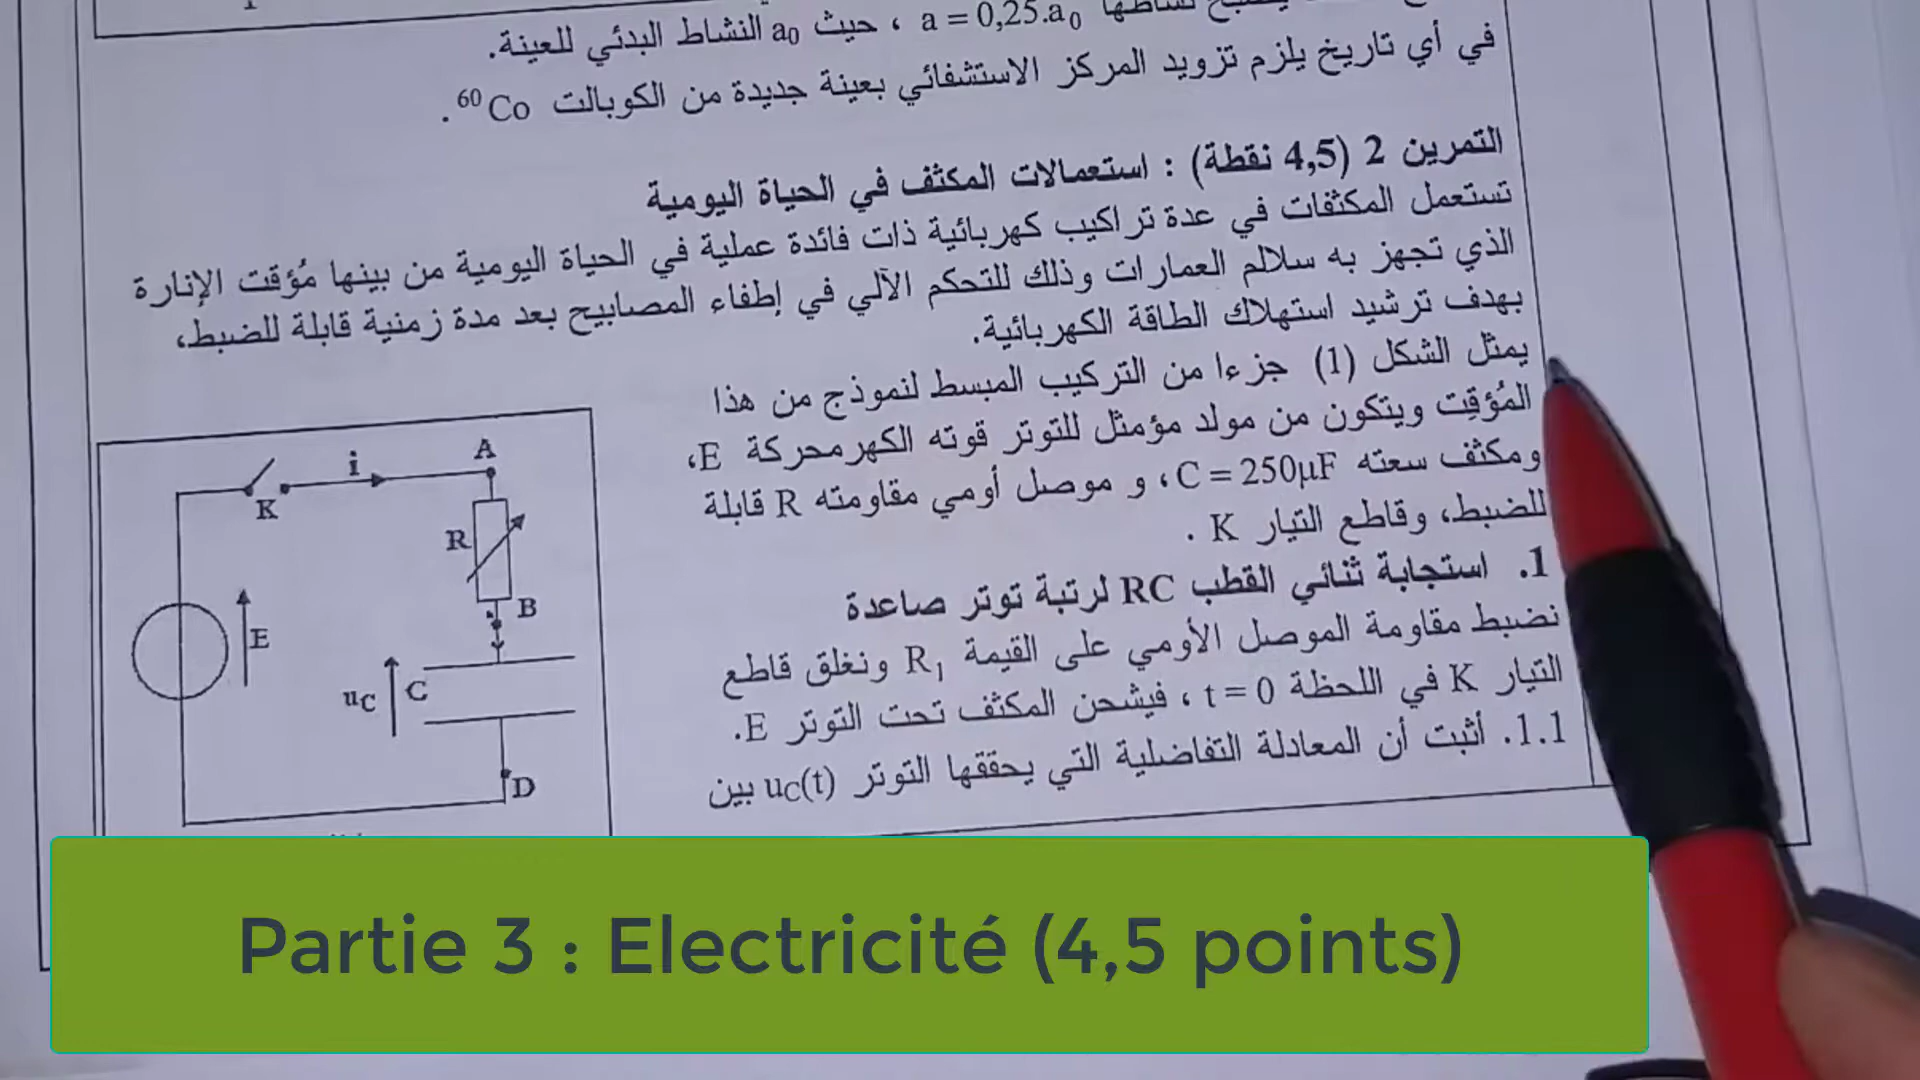 a = 0,25.a₀ ، حيث a₀ النشاط البدئي للعينة.
في أي تاريخ يلزم تزويد المركز الاستشفائي بعينة جديدة من الكوبالت ⁶⁰Co .
التمرين 2 (4,5 نقطة) : استعمالات المكثف في الحياة اليومية
تستعمل المكثفات في عدة تراكيب كهربائية ذات فائدة عملية في الحياة اليومية من بينها مُؤقت الإنارة
الذي تجهز به سلالم العمارات وذلك للتحكم الآلي في إطفاء المصابيح بعد مدة زمنية قابلة للضبط،
بهدف ترشيد استهلاك الطاقة الكهربائية.
يمثل الشكل (1) جزءا من التركيب المبسط لنموذج من هذا
المُؤقِت ويتكون من مولد مؤمثل للتوتر قوته الكهرمحركة E،
ومكثف سعته C = 250µF، و موصل أومي مقاومته R قابلة
للضبط، وقاطع التيار K .
1. استجابة ثنائي القطب RC لرتبة توتر صاعدة
نضبط مقاومة الموصل الأومي على القيمة R₁ ونغلق قاطع
التيار K في اللحظة t = 0 ، فيشحن المكثف تحت التوتر E.
1.1. أثبت أن المعادلة التفاضلية التي يحققها التوتر u_C(t) بين
K
i
A
R
B
E
u_C
C
D
Partie 3 : Electricité (4,5 points)